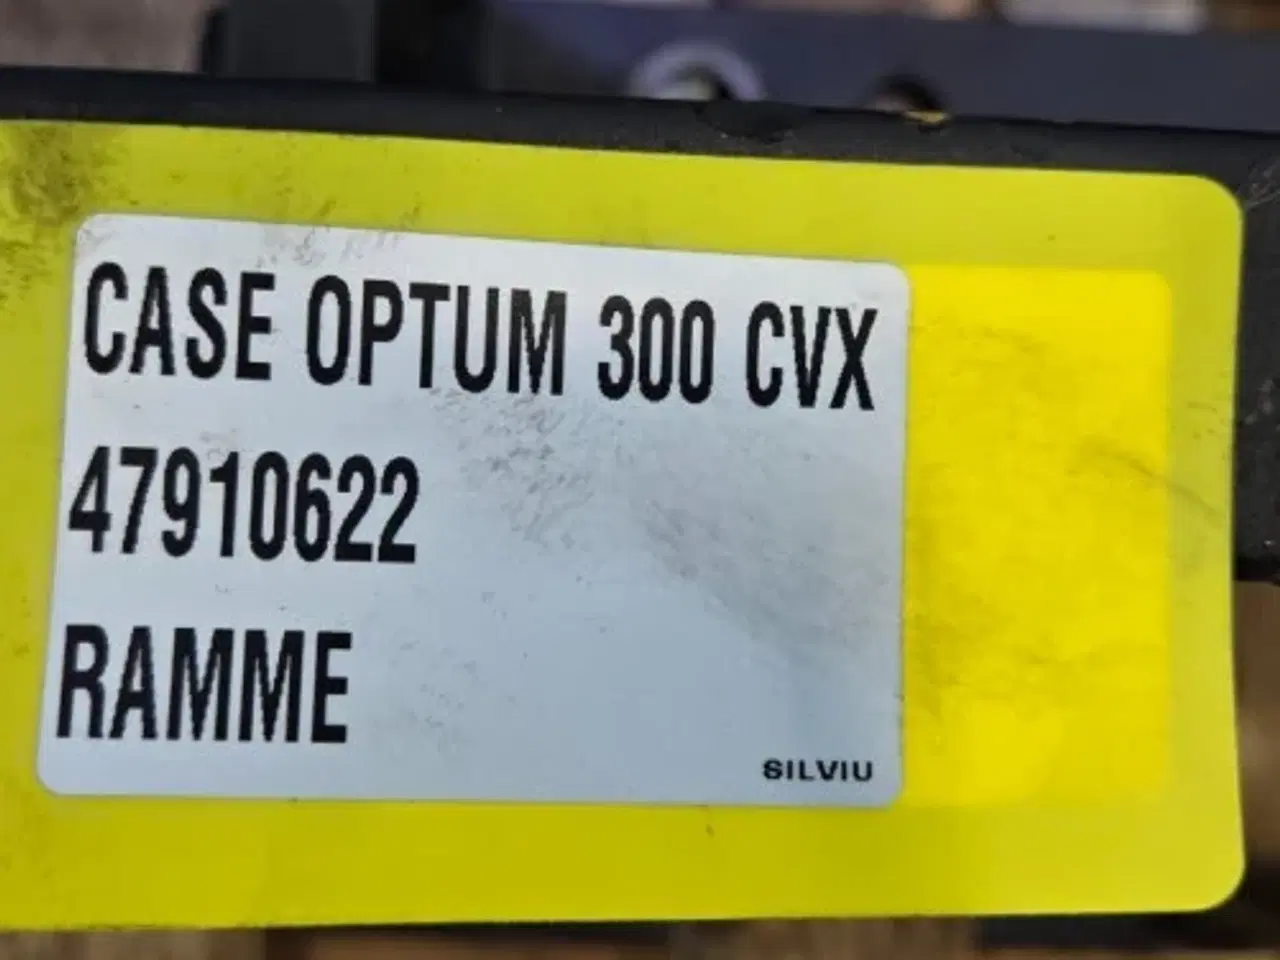 CASE OPTUM 300 CVX
47910622
RAMME
SILVIU